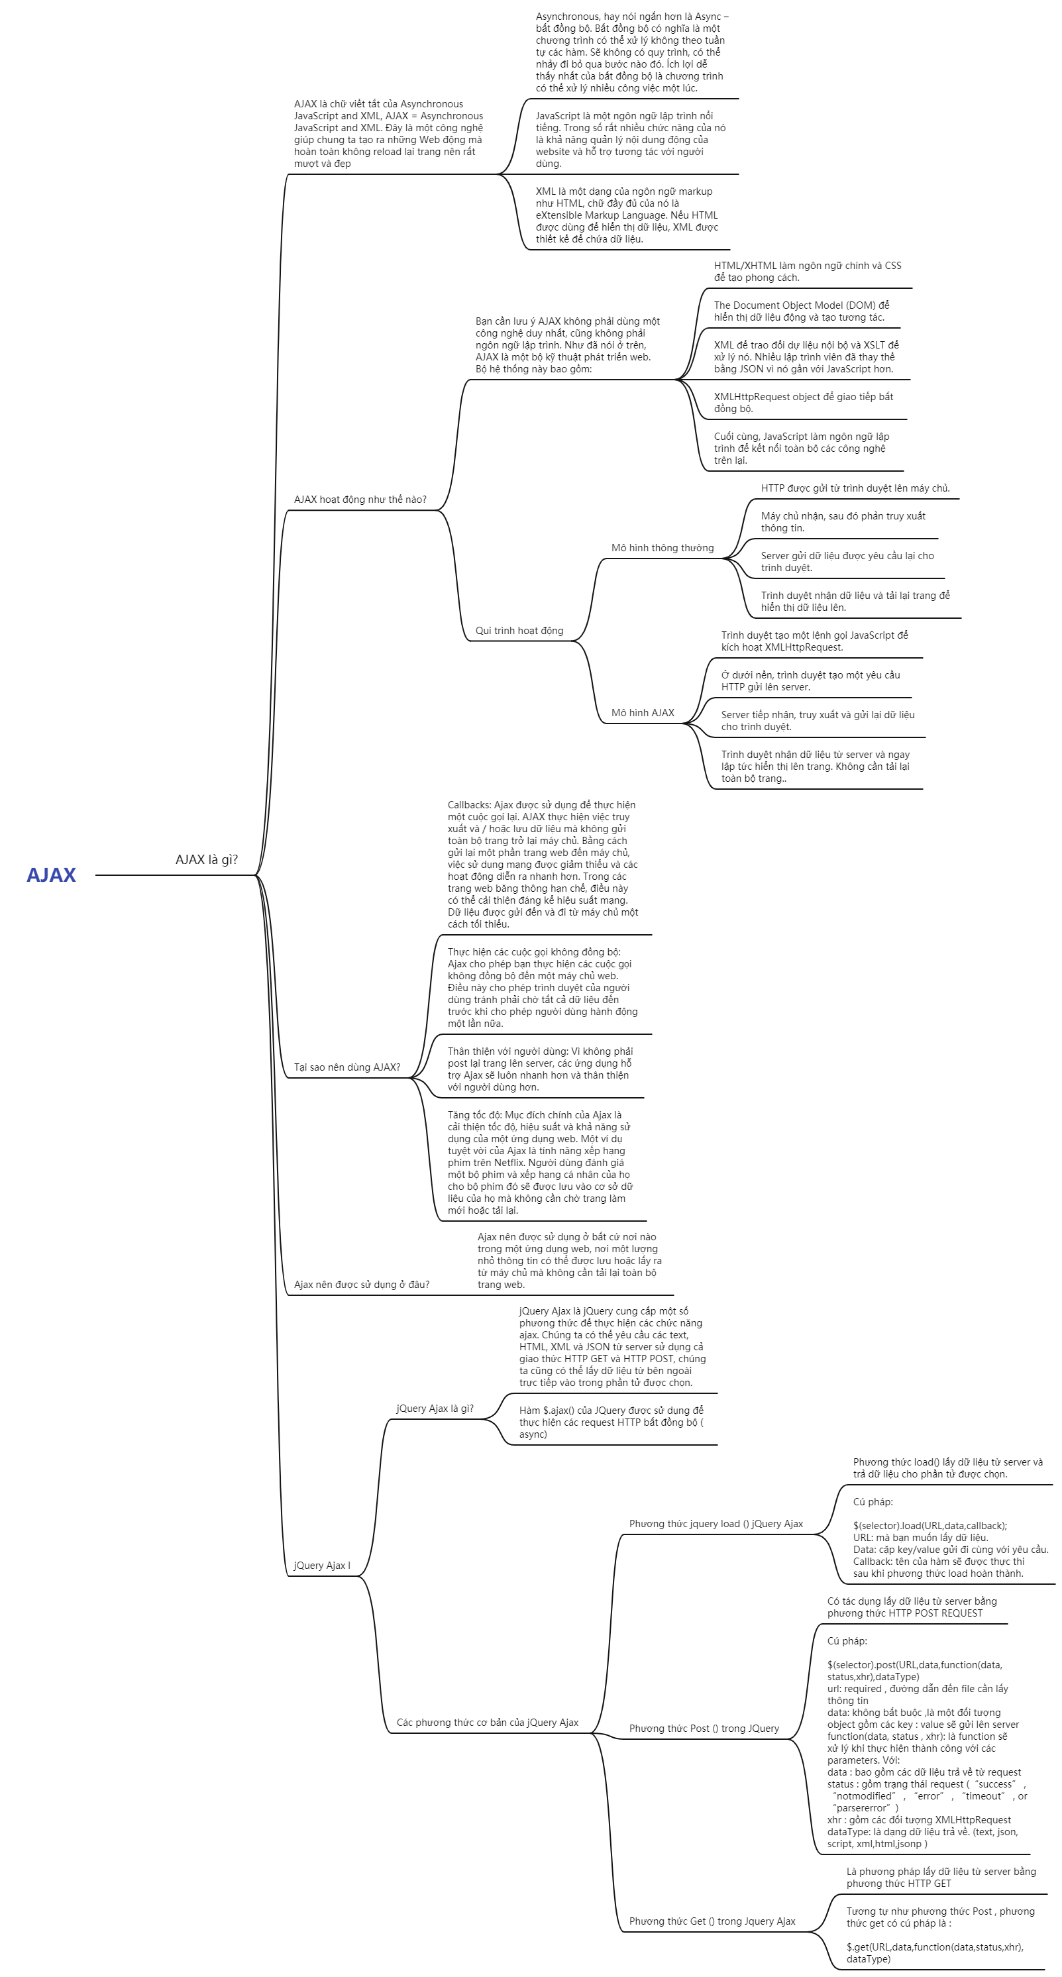 AJAX
AJAX là gì?
AJAX là chữ viết tắt của Asynchronous
JavaScript and XML, AJAX = Asynchronous
JavaScript and XML. Đây là một công nghệ
giúp chung ta tạo ra những Web động mà
hoàn toàn không reload lại trang nên rất
mượt và đẹp
Asynchronous, hay nói ngắn hơn là Async –
bất đồng bộ. Bất đồng bộ có nghĩa là một
chương trình có thể xử lý không theo tuần
tự các hàm. Sẽ không có quy trình, có thể
nhảy đi bỏ qua bước nào đó. Ích lợi dễ
thấy nhất của bất đồng bộ là chương trình
có thể xử lý nhiều công việc một lúc.
JavaScript là một ngôn ngữ lập trình nổi
tiếng. Trong số rất nhiều chức năng của nó
là khả năng quản lý nội dung động của
website và hỗ trợ tương tác với người
dùng.
XML là một dạng của ngôn ngữ markup
như HTML, chữ đầy đủ của nó là
eXtensible Markup Language. Nếu HTML
được dùng để hiển thị dữ liệu, XML được
thiết kế để chứa dữ liệu.
AJAX hoạt động như thế nào?
Bạn cần lưu ý AJAX không phải dùng một
công nghệ duy nhất, cũng không phải
ngôn ngữ lập trình. Như đã nói ở trên,
AJAX là một bộ kỹ thuật phát triển web.
Bộ hệ thống này bao gồm:
HTML/XHTML làm ngôn ngữ chính và CSS
để tạo phong cách.
The Document Object Model (DOM) để
hiển thị dữ liệu động và tạo tương tác.
XML để trao đổi dự liệu nội bộ và XSLT để
xử lý nó. Nhiều lập trình viên đã thay thế
bằng JSON vì nó gần với JavaScript hơn.
XMLHttpRequest object để giao tiếp bất
đồng bộ.
Cuối cùng, JavaScript làm ngôn ngữ lập
trình để kết nối toàn bộ các công nghệ
trên lại.
Qui trình hoạt động
Mô hình thông thường
HTTP được gửi từ trình duyệt lên máy chủ.
Máy chủ nhận, sau đó phản truy xuất
thông tin.
Server gửi dữ liệu được yêu cầu lại cho
trình duyệt.
Trình duyệt nhận dữ liệu và tải lại trang để
hiển thị dữ liệu lên.
Mô hình AJAX
Trình duyệt tạo một lệnh gọi JavaScript để
kích hoạt XMLHttpRequest.
Ở dưới nền, trình duyệt tạo một yêu cầu
HTTP gửi lên server.
Server tiếp nhận, truy xuất và gửi lại dữ liệu
cho trình duyệt.
Trình duyệt nhận dữ liệu từ server và ngay
lập tức hiển thị lên trang. Không cần tải lại
toàn bộ trang..
Tại sao nên dùng AJAX?
Callbacks: Ajax được sử dụng để thực hiện
một cuộc gọi lại. AJAX thực hiện việc truy
xuất và / hoặc lưu dữ liệu mà không gửi
toàn bộ trang trở lại máy chủ. Bằng cách
gửi lại một phần trang web đến máy chủ,
việc sử dụng mạng được giảm thiểu và các
hoạt động diễn ra nhanh hơn. Trong các
trang web băng thông hạn chế, điều này
có thể cải thiện đáng kể hiệu suất mạng.
Dữ liệu được gửi đến và đi từ máy chủ một
cách tối thiểu.
Thực hiện các cuộc gọi không đồng bộ:
Ajax cho phép bạn thực hiện các cuộc gọi
không đồng bộ đến một máy chủ web.
Điều này cho phép trình duyệt của người
dùng tránh phải chờ tất cả dữ liệu đến
trước khi cho phép người dùng hành động
một lần nữa.
Thân thiện với người dùng: Vì không phải
post lại trang lên server, các ứng dụng hỗ
trợ Ajax sẽ luôn nhanh hơn và thân thiện
với người dùng hơn.
Tăng tốc độ: Mục đích chính của Ajax là
cải thiện tốc độ, hiệu suất và khả năng sử
dụng của một ứng dụng web. Một ví dụ
tuyệt vời của Ajax là tính năng xếp hạng
phim trên Netflix. Người dùng đánh giá
một bộ phim và xếp hạng cá nhân của họ
cho bộ phim đó sẽ được lưu vào cơ sở dữ
liệu của họ mà không cần chờ trang làm
mới hoặc tải lại.
Ajax nên được sử dụng ở đâu?
Ajax nên được sử dụng ở bất cứ nơi nào
trong một ứng dụng web, nơi một lượng
nhỏ thông tin có thể được lưu hoặc lấy ra
từ máy chủ mà không cần tải lại toàn bộ
trang web.
jQuery Ajax l
jQuery Ajax là gì?
jQuery Ajax là jQuery cung cấp một số
phương thức để thực hiện các chức năng
ajax. Chúng ta có thể yêu cầu các text,
HTML, XML và JSON từ server sử dụng cả
giao thức HTTP GET và HTTP POST, chúng
ta cũng có thể lấy dữ liệu từ bên ngoài
trực tiếp vào trong phần tử được chọn.
Hàm $.ajax() của JQuery được sử dụng để
thực hiện các request HTTP bất đồng bộ (
async)
Các phương thức cơ bản của jQuery Ajax
Phương thức jquery load () jQuery Ajax
Phương thức load() lấy dữ liệu từ server và
trả dữ liệu cho phần tử được chọn.
Cú pháp:
$(selector).load(URL,data,callback);
URL: mà bạn muốn lấy dữ liệu.
Data: cặp key/value gửi đi cùng với yêu cầu.
Callback: tên của hàm sẽ được thực thi
sau khi phương thức load hoàn thành.
Phương thức Post () trong JQuery
Có tác dụng lấy dữ liệu từ server bằng
phương thức HTTP POST REQUEST
Cú pháp:
$(selector).post(URL,data,function(data,
status,xhr),dataType)
url: required , đường dẫn đến file cần lấy
thông tin
data: không bắt buộc ,là một đối tượng
object gồm các key : value sẽ gửi lên server
function(data, status , xhr): là function sẽ
xử lý khi thực hiện thành công với các
parameters. Với:
data : bao gồm các dữ liệu trả về từ request
status : gồm trạng thái request ( “success” ,
“notmodified” , “error” , “timeout” , or
“parsererror” )
xhr : gồm các đối tượng XMLHttpRequest
dataType: là dạng dữ liệu trả về. (text, json,
script, xml,html,jsonp )
Phương thức Get () trong Jquery Ajax
Là phương pháp lấy dữ liệu từ server bằng
phương thức HTTP GET
Tương tự như phương thức Post , phương
thức get có cú pháp là :
$.get(URL,data,function(data,status,xhr),
dataType)